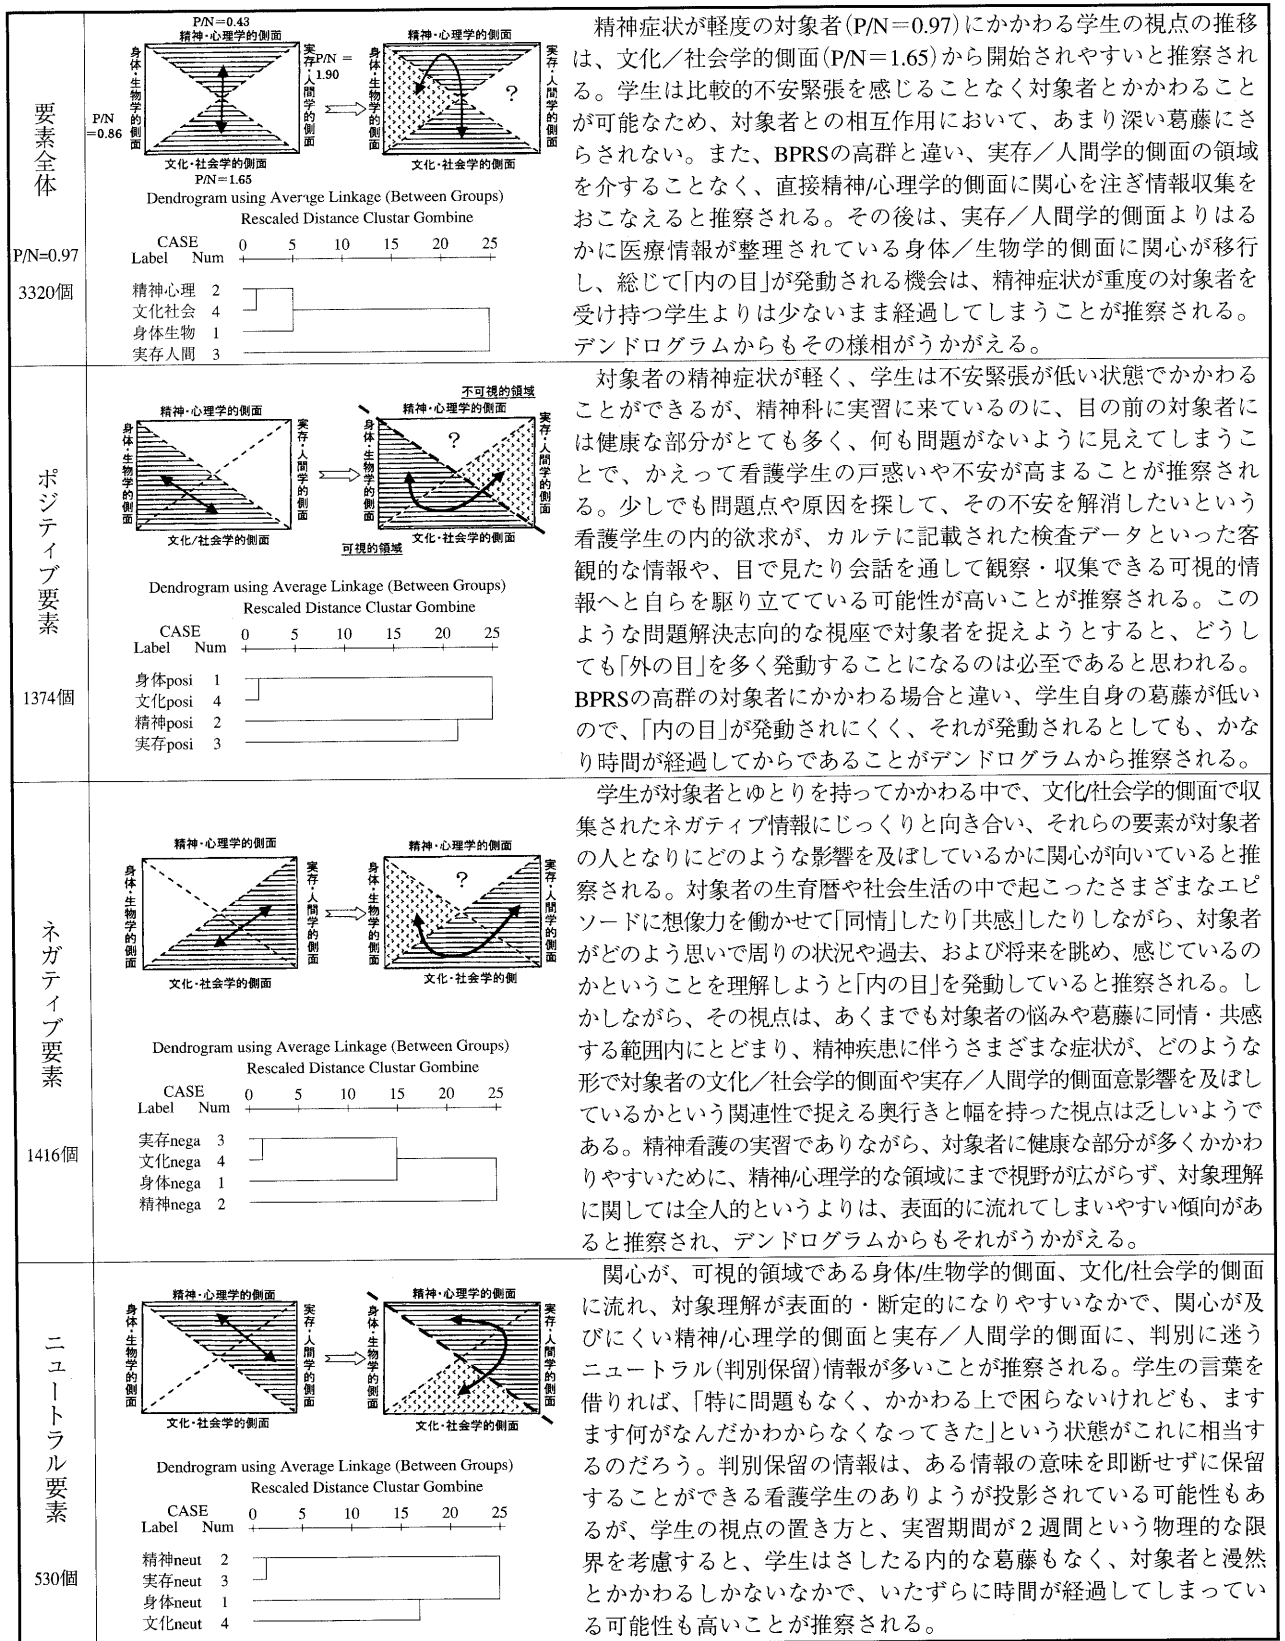 要素全体
P/N=0.97
3320個
P/N=0.43
精神・心理学的側面
身体・生物学的側面
実存・人間学的側面
P/N
=0.86
文化・社会学的側面
P/N=1.65
P/N =
1.90
精神・心理学的側面
身体・生物学的側面
実存・人間学的側面
?
文化・社会学的側面
Dendrogram using Average Linkage (Between Groups)
Rescaled Distance Clustar Gombine
CASE 0 5 10 15 20 25
Label Num
精神心理 2
文化社会 4
身体生物 1
実存人間 3
精神症状が軽度の対象者(P/N=0.97)にかかわる学生の視点の推移
は、文化／社会学的側面(P/N=1.65)から開始されやすいと推察され
る。学生は比較的不安緊張を感じることなく対象者とかかわること
が可能なため、対象者との相互作用において、あまり深い葛藤にさ
らされない。また、BPRSの高群と違い、実存／人間学的側面の領域
を介することなく、直接精神/心理学的側面に関心を注ぎ情報収集を
おこなえると推察される。その後は、実存／人間学的側面よりはる
かに医療情報が整理されている身体／生物学的側面に関心が移行
し、総じて「内の目」が発動される機会は、精神症状が重度の対象者を
受け持つ学生よりは少ないまま経過してしまうことが推察される。
デンドログラムからもその様相がうかがえる。
ポジティブ要素
1374個
精神・心理学的側面
身体・生物学的側面
実存・人間学的側面
文化/社会学的側面
不可視的領域
精神・心理学的側面
身体・生物学的側面
実存・人間学的側面
?
文化・社会学的側面
可視的領域
Dendrogram using Average Linkage (Between Groups)
Rescaled Distance Clustar Gombine
CASE 0 5 10 15 20 25
Label Num
身体posi 1
文化posi 4
精神posi 2
実存posi 3
対象者の精神症状が軽く、学生は不安緊張が低い状態でかかわる
ことができるが、精神科に実習に来ているのに、目の前の対象者に
は健康な部分がとても多く、何も問題がないように見えてしまうこ
とで、かえって看護学生の戸惑いや不安が高まることが推察され
る。少しでも問題点や原因を探して、その不安を解消したいという
看護学生の内的欲求が、カルテに記載された検査データといった客
観的な情報や、目で見たり会話を通して観察・収集できる可視的情
報へと自らを駆り立てている可能性が高いことが推察される。この
ような問題解決志向的な視座で対象者を捉えようとすると、どうし
ても「外の目」を多く発動することになるのは必至であると思われる。
BPRSの高群の対象者にかかわる場合と違い、学生自身の葛藤が低い
ので、「内の目」が発動されにくく、それが発動されるとしても、かな
り時間が経過してからであることがデンドログラムから推察される。
ネガティブ要素
1416個
精神・心理学的側面
身体・生物学的側面
実存・人間学的側面
文化・社会学的側面
精神・心理学的側面
身体・生物学的側面
実存・人間学的側面
?
文化・社会学的側
Dendrogram using Average Linkage (Between Groups)
Rescaled Distance Clustar Gombine
CASE 0 5 10 15 20 25
Label Num
実存nega 3
文化nega 4
身体nega 1
精神nega 2
学生が対象者とゆとりを持ってかかわる中で、文化/社会学的側面で収
集されたネガティブ情報にじっくりと向き合い、それらの要素が対象者
の人となりにどのような影響を及ぼしているかに関心が向いていると推
察される。対象者の生育暦や社会生活の中で起こったさまざまなエピ
ソードに想像力を働かせて「同情」したり「共感」したりしながら、対象者
がどのよう思いで周りの状況や過去、および将来を眺め、感じているの
かということを理解しようと「内の目」を発動していると推察される。し
かしながら、その視点は、あくまでも対象者の悩みや葛藤に同情・共感
する範囲内にとどまり、精神疾患に伴うさまざまな症状が、どのような
形で対象者の文化／社会学的側面や実存／人間学的側面意影響を及ぼし
ているかという関連性で捉える奥行きと幅を持った視点は乏しいようで
ある。精神看護の実習でありながら、対象者に健康な部分が多くかかわ
りやすいために、精神/心理学的な領域にまで視野が広がらず、対象理解
に関しては全人的というよりは、表面的に流れてしまいやすい傾向があ
ると推察され、デンドログラムからもそれがうかがえる。
ニュートラル要素
530個
精神・心理学的側面
身体・生物学的側面
実存・人間学的側面
文化・社会学的側面
精神・心理学的側面
身体・生物学的側面
実存・人間学的側面
文化・社会学的側面
Dendrogram using Average Linkage (Between Groups)
Rescaled Distance Clustar Gombine
CASE 0 5 10 15 20 25
Label Num
精神neut 2
実存neut 3
身体neut 1
文化neut 4
関心が、可視的領域である身体/生物学的側面、文化/社会学的側面
に流れ、対象理解が表面的・断定的になりやすいなかで、関心が及
びにくい精神/心理学的側面と実存／人間学的側面に、判別に迷う
ニュートラル(判別保留)情報が多いことが推察される。学生の言葉を
借りれば、「特に問題もなく、かかわる上で困らないけれども、ます
ます何がなんだかわからなくなってきた」という状態がこれに相当す
るのだろう。判別保留の情報は、ある情報の意味を即断せずに保留
することができる看護学生のありようが投影されている可能性もあ
るが、学生の視点の置き方と、実習期間が2週間という物理的な限
界を考慮すると、学生はさしたる内的な葛藤もなく、対象者と漫然
とかかわるしかないなかで、いたずらに時間が経過してしまってい
る可能性も高いことが推察される。